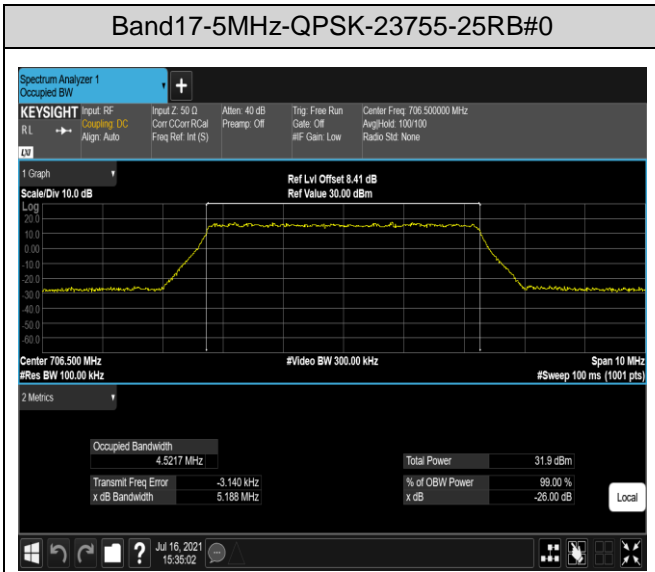 Band17-5MHz-QPSK-23755-25RB#0
Spectrum Analyzer 1
Occupied BW
+
KEYSIGHT
RL
LXI
Input: RF
Coupling: DC
Align: Auto
Input Z: 50 Ω
Corr CCorr RCal
Freq Ref: Int (S)
Atten: 40 dB
Preamp: Off
Trig: Free Run
Gate: Off
#IF Gain: Low
Center Freq: 706.500000 MHz
Avg|Hold: 100/100
Radio Std: None
1 Graph
Scale/Div 10.0 dB
Ref Lvl Offset 8.41 dB
Ref Value 30.00 dBm
Log
20.0
10.0
0.00
-10.0
-20.0
-30.0
-40.0
-50.0
-60.0
Center 706.500 MHz
#Res BW 100.00 kHz
#Video BW 300.00 kHz
Span 10 MHz
#Sweep 100 ms (1001 pts)
2 Metrics
Occupied Bandwidth
4.5217 MHz
Transmit Freq Error -3.140 kHz
x dB Bandwidth 5.188 MHz
Total Power 31.9 dBm
% of OBW Power 99.00 %
x dB -26.00 dB
Local
?
Jul 16, 2021
15:35:02